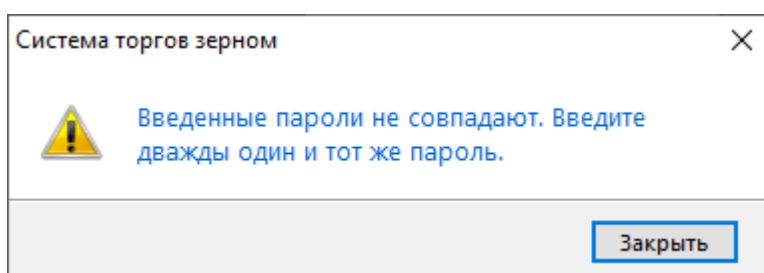 Система торгов зерном
Введенные пароли не совпадают. Введите
дважды один и тот же пароль.
Закрыть